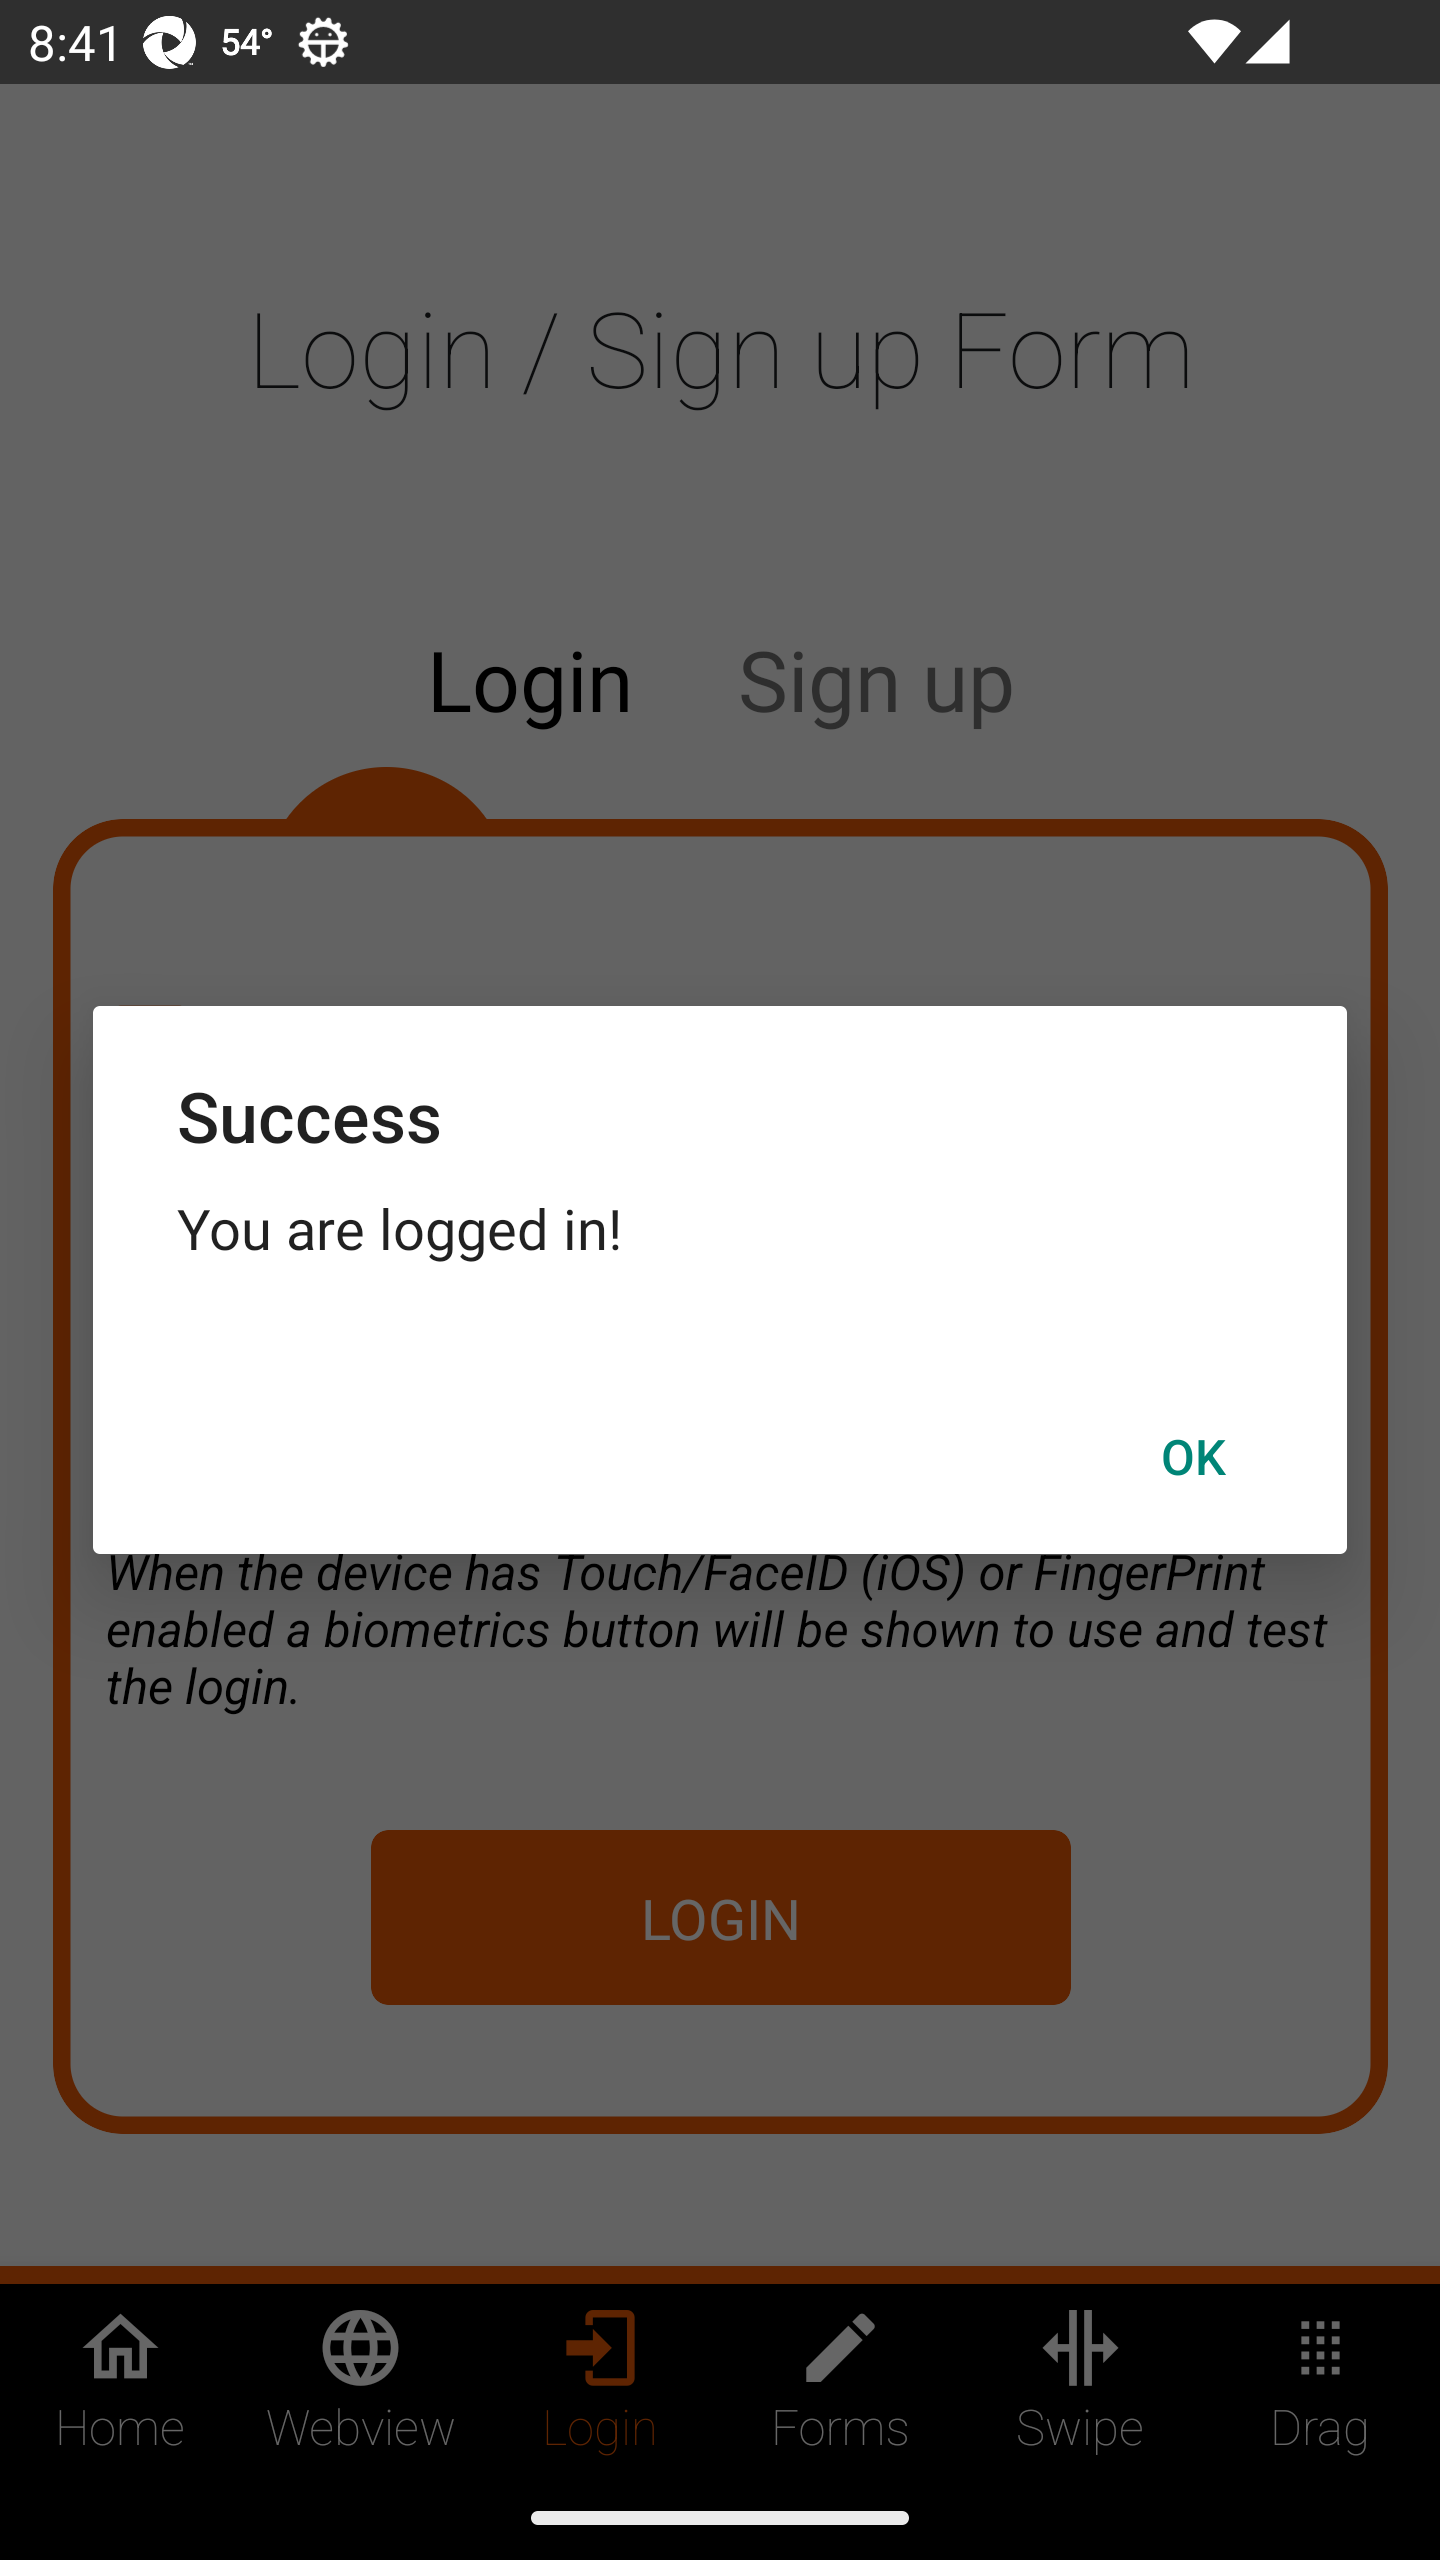 8:41 54°
Login / Sign up Form
Login Sign up
Success
You are logged in!
OK
When the device has Touch/FaceID (iOS) or FingerPrint
enabled a biometrics button will be shown to use and test
the login.
LOGIN
Home Webview Login Forms Swipe Drag